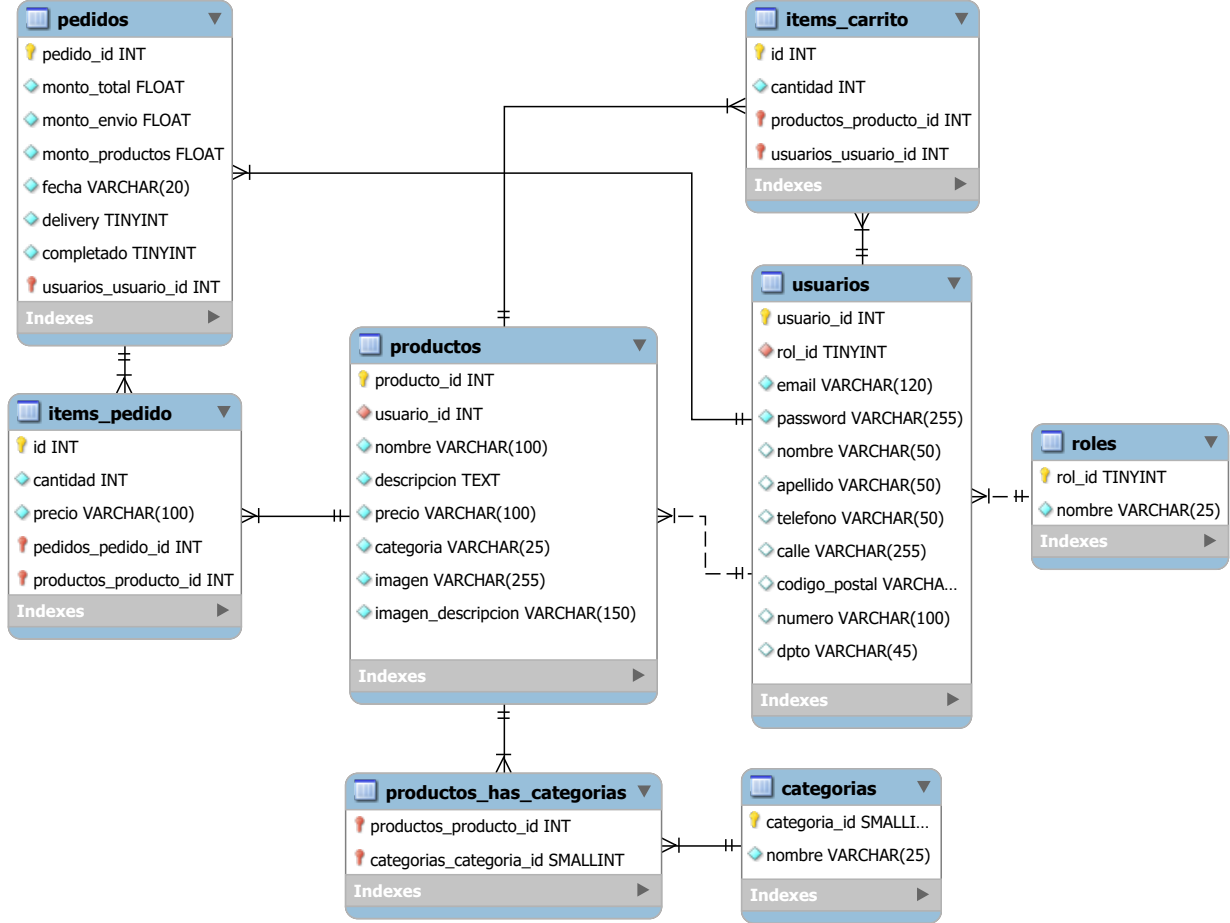 pedidos
pedido_id INT
monto_total FLOAT
monto_envio FLOAT
monto_productos FLOAT
fecha VARCHAR(20)
delivery TINYINT
completado TINYINT
usuarios_usuario_id INT
Indexes
items_carrito
id INT
cantidad INT
productos_producto_id INT
usuarios_usuario_id INT
Indexes
items_pedido
id INT
cantidad INT
precio VARCHAR(100)
pedidos_pedido_id INT
productos_producto_id INT
Indexes
productos
producto_id INT
usuario_id INT
nombre VARCHAR(100)
descripcion TEXT
precio VARCHAR(100)
categoria VARCHAR(25)
imagen VARCHAR(255)
imagen_descripcion VARCHAR(150)
Indexes
usuarios
usuario_id INT
rol_id TINYINT
email VARCHAR(120)
password VARCHAR(255)
nombre VARCHAR(50)
apellido VARCHAR(50)
telefono VARCHAR(50)
calle VARCHAR(255)
codigo_postal VARCHA...
numero VARCHAR(100)
dpto VARCHAR(45)
Indexes
roles
rol_id TINYINT
nombre VARCHAR(25)
Indexes
productos_has_categorias
productos_producto_id INT
categorias_categoria_id SMALLINT
Indexes
categorias
categoria_id SMALLI...
nombre VARCHAR(25)
Indexes